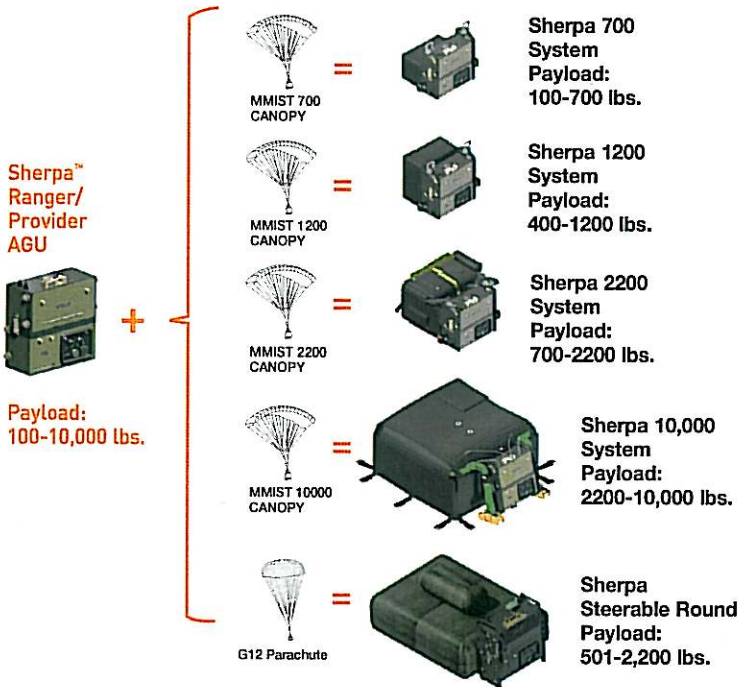 Sherpa™
Ranger/
Provider
AGU
Payload:
100-10,000 lbs.
+
MMIST 700
CANOPY
=
Sherpa 700
System
Payload:
100-700 lbs.
MMIST 1200
CANOPY
=
Sherpa 1200
System
Payload:
400-1200 lbs.
MMIST 2200
CANOPY
=
Sherpa 2200
System
Payload:
700-2200 lbs.
MMIST 10000
CANOPY
=
Sherpa 10,000
System
Payload:
2200-10,000 lbs.
G12 Parachute
=
Sherpa
Steerable Round
Payload:
501-2,200 lbs.